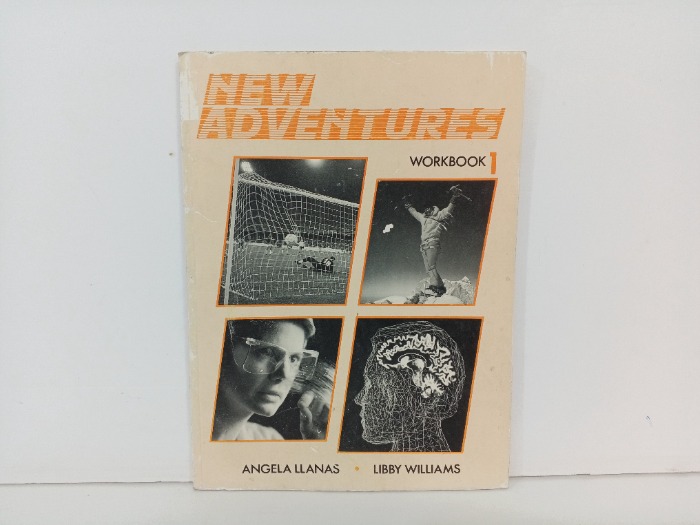 NEW
ADVENTURES
WORKBOOK 1
ANGELA LLANAS • LIBBY WILLIAMS